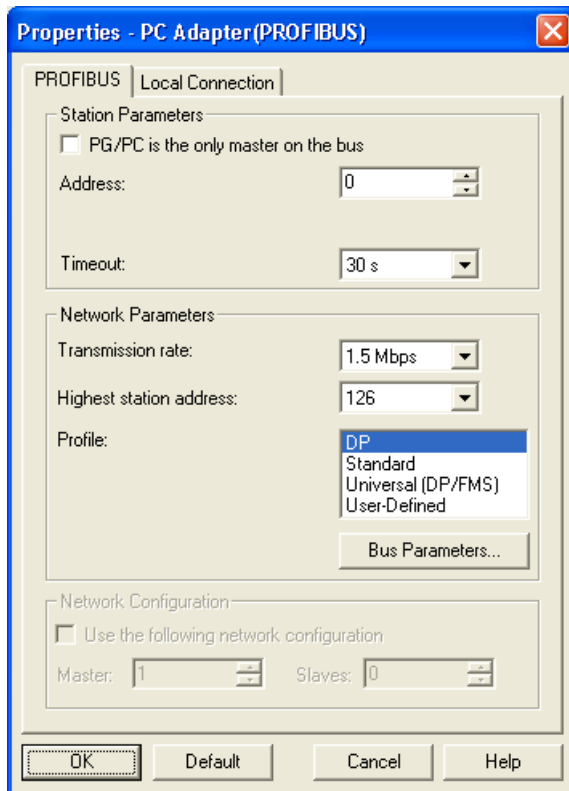 Properties - PC Adapter(PROFIBUS)
PROFIBUS
Local Connection
Station Parameters
PG/PC is the only master on the bus
Address:
0
Timeout:
30 s
Network Parameters
Transmission rate:
1.5 Mbps
Highest station address:
126
Profile:
DP
Standard
Universal (DP/FMS)
User-Defined
Bus Parameters...
Network Configuration
Use the following network configuration
Master: 1 Slaves: 0
OK Default Cancel Help